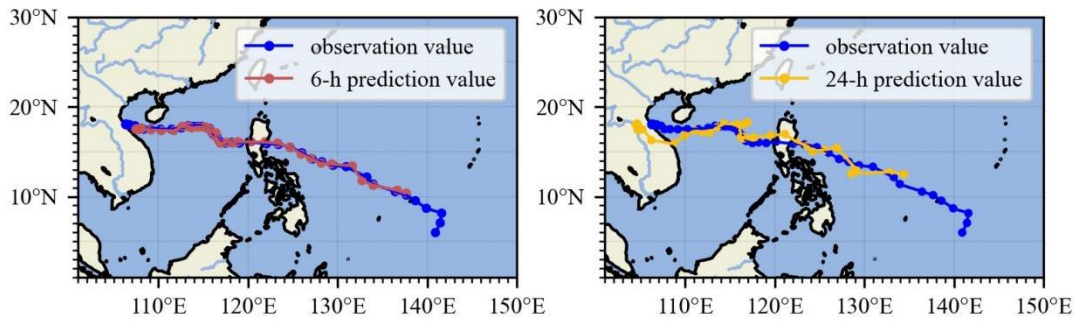 30°N
20°N
10°N
observation value
6-h prediction value
110°E 120°E 130°E 140°E 150°E
30°N
20°N
10°N
observation value
24-h prediction value
110°E 120°E 130°E 140°E 150°E